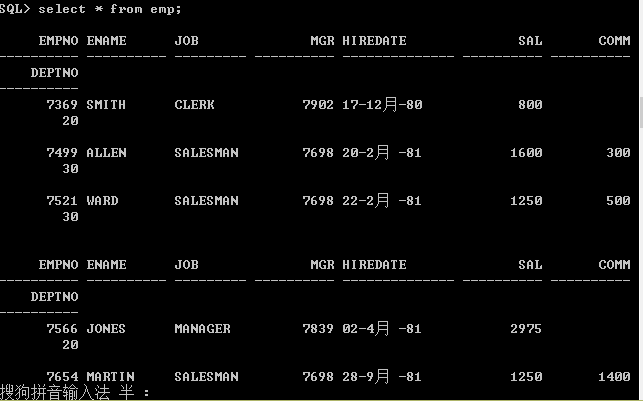 SQL> select * from emp;
EMPNO ENAME JOB MGR HIREDATE SAL COMM
---------- ---------- --------- ---------- -------------- ---------- ----------
DEPTNO
----------
7369 SMITH CLERK 7902 17-12月-80 800
20
7499 ALLEN SALESMAN 7698 20-2月 -81 1600 300
30
7521 WARD SALESMAN 7698 22-2月 -81 1250 500
30
EMPNO ENAME JOB MGR HIREDATE SAL COMM
---------- ---------- --------- ---------- -------------- ---------- ----------
DEPTNO
----------
7566 JONES MANAGER 7839 02-4月 -81 2975
20
7654 MARTIN SALESMAN 7698 28-9月 -81 1250 1400
搜狗拼音输入法 半 :